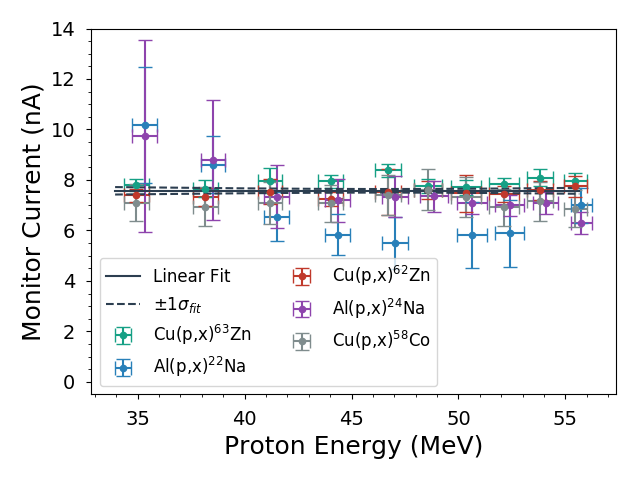 14
12
10
8
6
4
2
0
Monitor Current (nA)
Linear Fit
±1σ_fit
Cu(p,x)⁶³Zn
Al(p,x)²²Na
Cu(p,x)⁶²Zn
Al(p,x)²⁴Na
Cu(p,x)⁵⁸Co
35 40 45 50 55
Proton Energy (MeV)